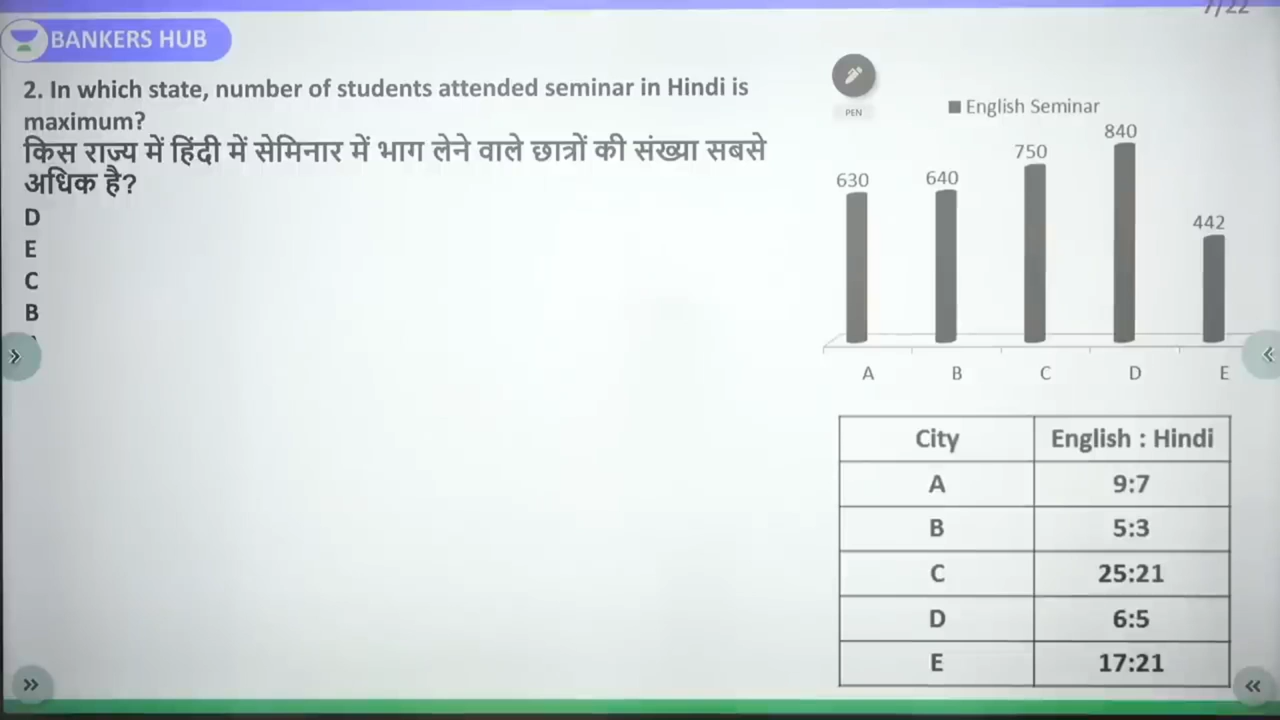 7/22
BANKERS HUB
2. In which state, number of students attended seminar in Hindi is
maximum?
किस राज्य में हिंदी में सेमिनार में भाग लेने वाले छात्रों की संख्या सबसे
अधिक है?
D
E
C
B
PEN
English Seminar
630
640
750
840
442
A B C D E
City English : Hindi
A 9:7
B 5:3
C 25:21
D 6:5
E 17:21